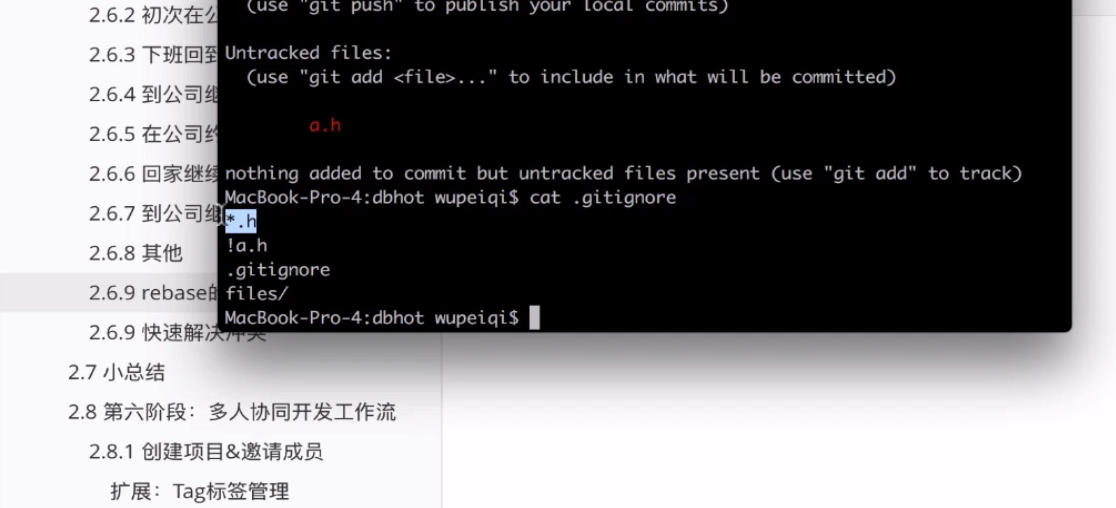 2.6.2 初次在公
2.6.3 下班回到
2.6.4 到公司继
2.6.5 在公司约
2.6.6 回家继续
2.6.7 到公司继
2.6.8 其他
2.6.9 rebase的
2.6.9 快速解决冲突
2.7 小总结
2.8 第六阶段：多人协同开发工作流
2.8.1 创建项目&邀请成员
扩展：Tag标签管理
(use "git push" to publish your local commits)
Untracked files:
(use "git add <file>..." to include in what will be committed)
a.h
nothing added to commit but untracked files present (use "git add" to track)
MacBook-Pro-4:dbhot wupeiqi$ cat .gitignore
*.h
!a.h
.gitignore
files/
MacBook-Pro-4:dbhot wupeiqi$